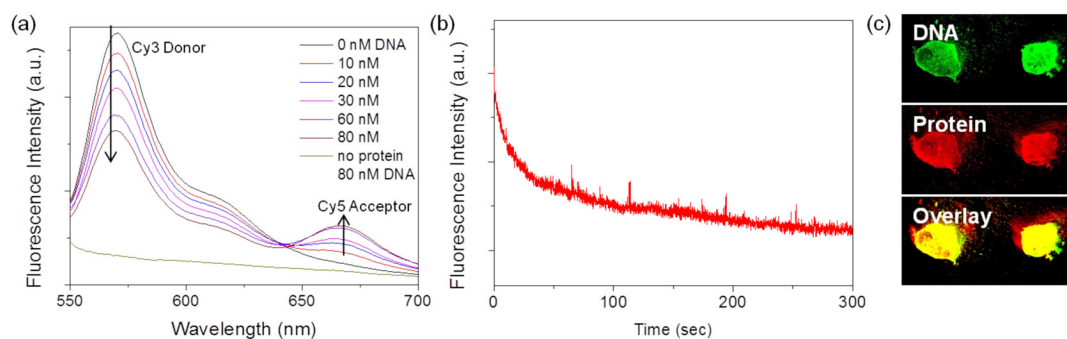 (a)
Fluorescence Intensity (a.u.)
Cy3 Donor
0 nM DNA
10 nM
20 nM
30 nM
60 nM
80 nM
no protein
80 nM DNA
Cy5 Acceptor
550
600
650
700
Wavelength (nm)
(b)
Fluorescence Intensity (a.u.)
0
100
200
300
Time (sec)
(c)
DNA
Protein
Overlay